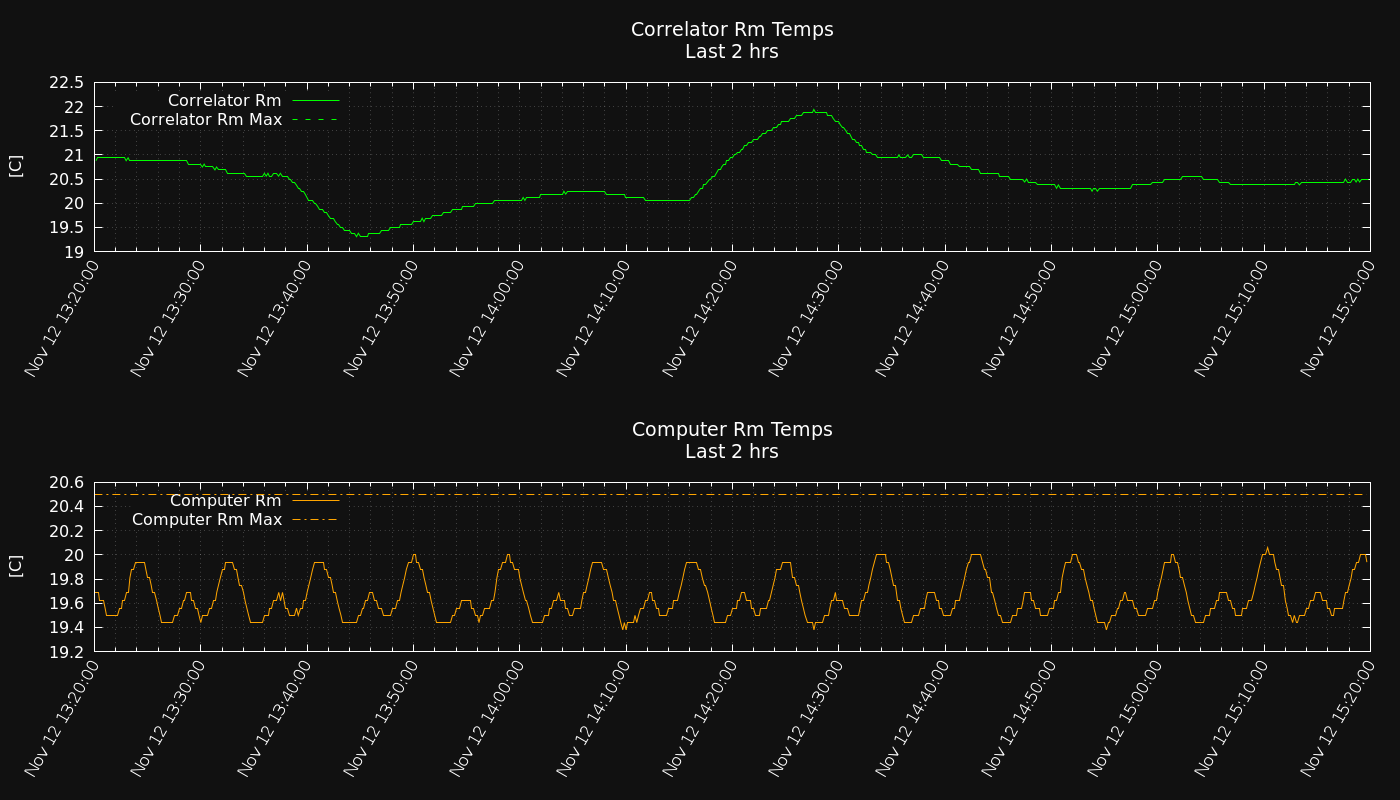 Correlator Rm Temps
Last 2 hrs
22.5
22
21.5
21
20.5
20
19.5
19
[C]
Correlator Rm
Correlator Rm Max
Nov 12 13:20:00
Nov 12 13:30:00
Nov 12 13:40:00
Nov 12 13:50:00
Nov 12 14:00:00
Nov 12 14:10:00
Nov 12 14:20:00
Nov 12 14:30:00
Nov 12 14:40:00
Nov 12 14:50:00
Nov 12 15:00:00
Nov 12 15:10:00
Nov 12 15:20:00
Computer Rm Temps
Last 2 hrs
20.6
20.4
20.2
20
19.8
19.6
19.4
19.2
[C]
Computer Rm
Computer Rm Max
Nov 12 13:20:00
Nov 12 13:30:00
Nov 12 13:40:00
Nov 12 13:50:00
Nov 12 14:00:00
Nov 12 14:10:00
Nov 12 14:20:00
Nov 12 14:30:00
Nov 12 14:40:00
Nov 12 14:50:00
Nov 12 15:00:00
Nov 12 15:10:00
Nov 12 15:20:00